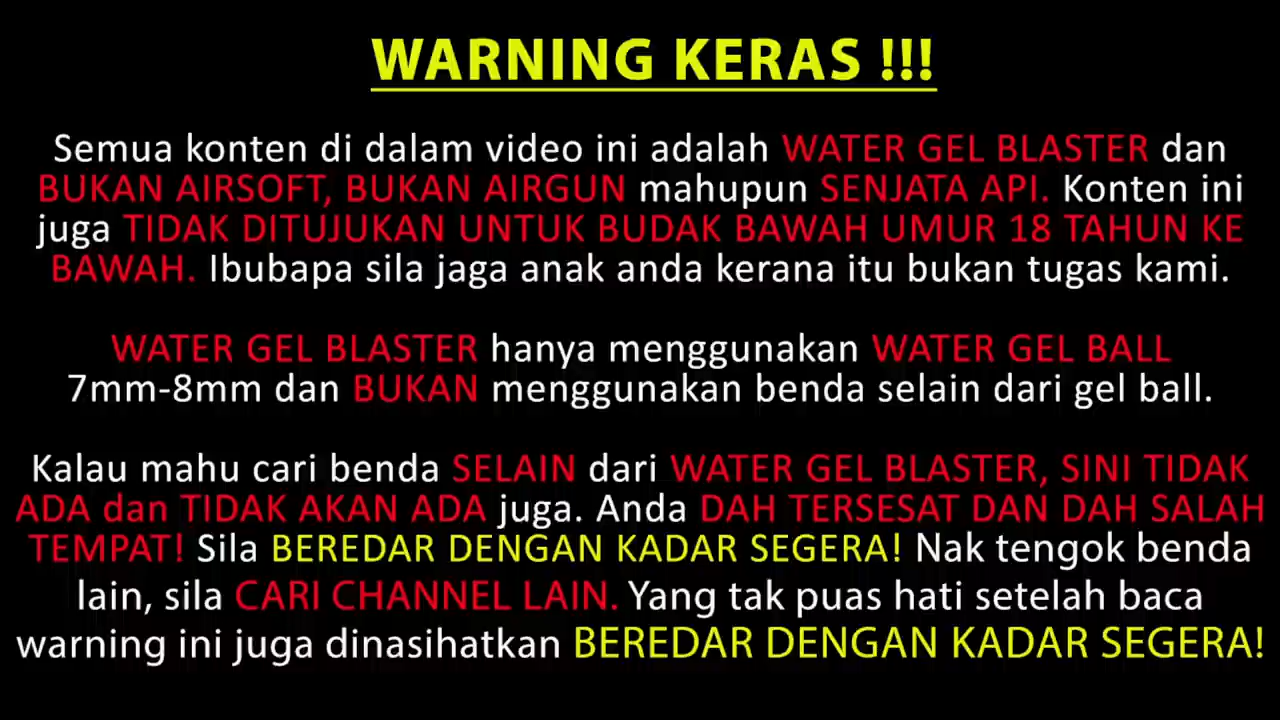 WARNING KERAS !!!
Semua konten di dalam video ini adalah WATER GEL BLASTER dan
BUKAN AIRSOFT, BUKAN AIRGUN mahupun SENJATA API. Konten ini
juga TIDAK DITUJUKAN UNTUK BUDAK BAWAH UMUR 18 TAHUN KE
BAWAH. Ibubapa sila jaga anak anda kerana itu bukan tugas kami.
WATER GEL BLASTER hanya menggunakan WATER GEL BALL
7mm-8mm dan BUKAN menggunakan benda selain dari gel ball.
Kalau mahu cari benda SELAIN dari WATER GEL BLASTER, SINI TIDAK
ADA dan TIDAK AKAN ADA juga. Anda DAH TERSESAT DAN DAH SALAH
TEMPAT! Sila BEREDAR DENGAN KADAR SEGERA! Nak tengok benda
lain, sila CARI CHANNEL LAIN. Yang tak puas hati setelah baca
warning ini juga dinasihatkan BEREDAR DENGAN KADAR SEGERA!